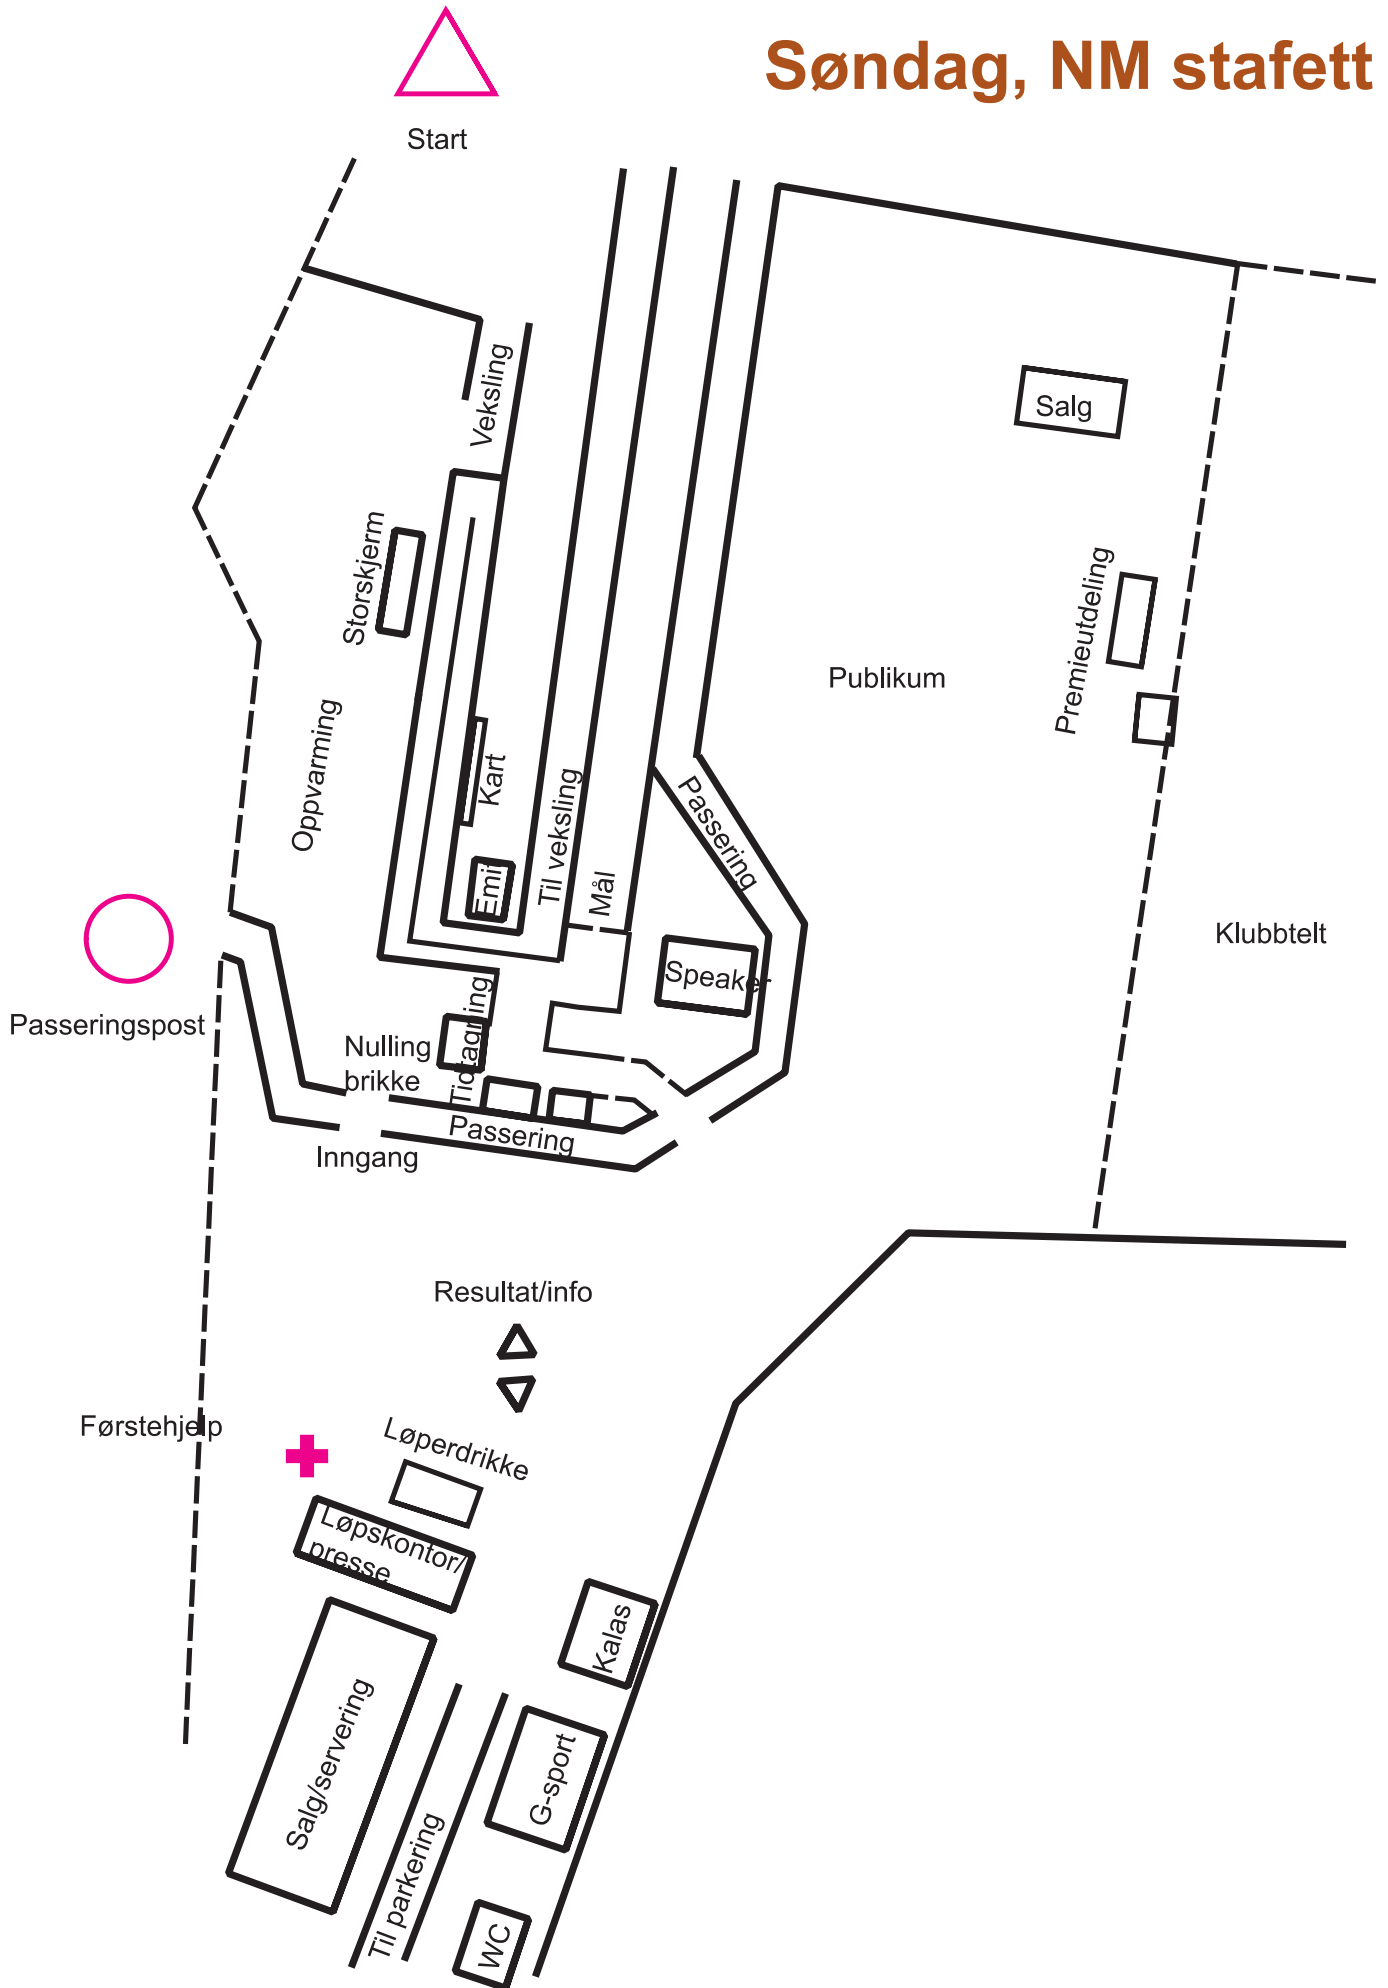 Søndag, NM stafett
Start
Veksling
Salg
Storskjerm
Premieutdeling
Publikum
Oppvarming
Kart
Til veksling
Passering
Emit
Mål
Klubbtelt
Speaker
Passeringspost
Tidtagning
Nulling
brikke
Passering
Inngang
Resultat/info
Førstehjelp
Løperdrikke
Løpskontor/
presse
Kalas
Salg/servering
G-sport
Til parkering
WC